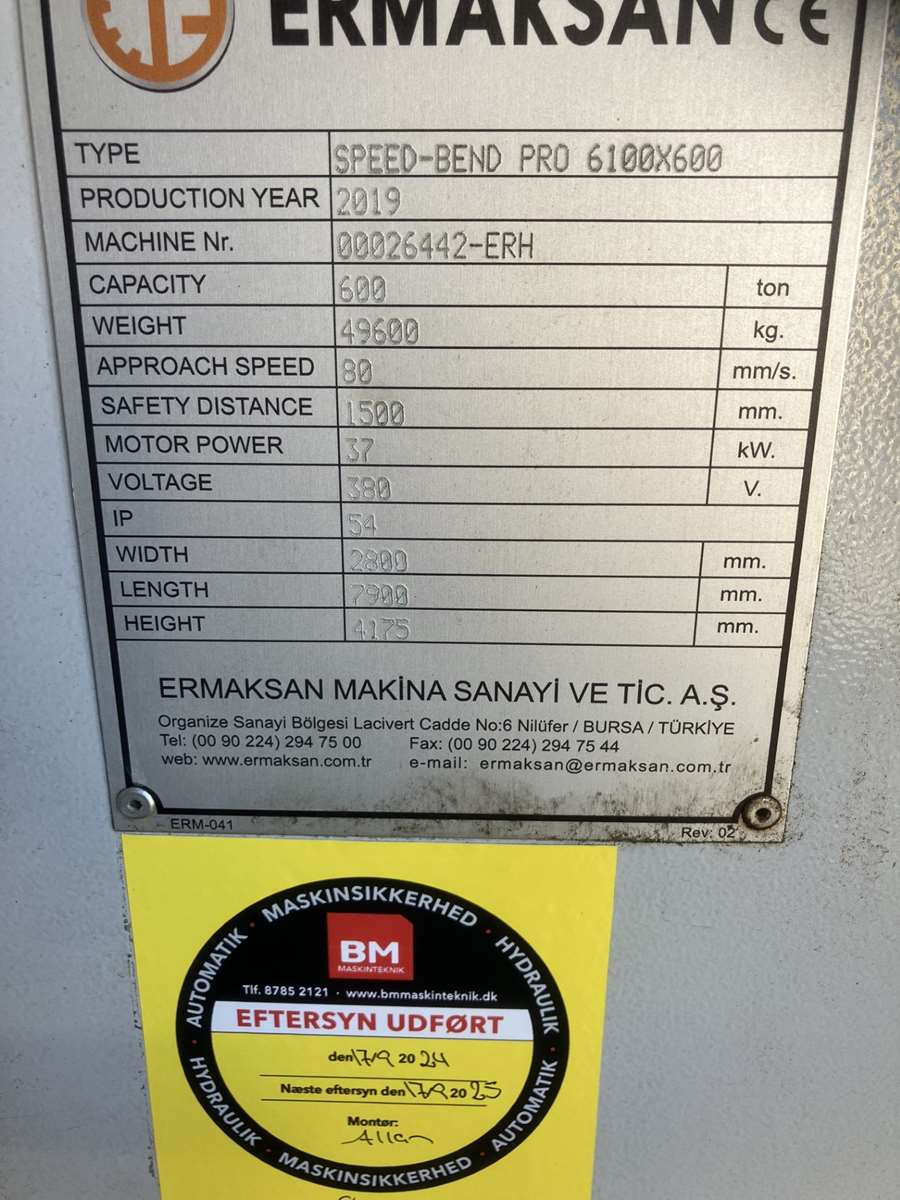 ERMAKSAN CE
TYPE SPEED-BEND PRO 6100X600
PRODUCTION YEAR 2019
MACHINE Nr. 00026442-ERH
CAPACITY 600 ton
WEIGHT 49600 kg.
APPROACH SPEED 80 mm/s.
SAFETY DISTANCE 1500 mm.
MOTOR POWER 37 kW.
VOLTAGE 380 V.
IP 54
WIDTH 2800 mm.
LENGTH 7900 mm.
HEIGHT 4175 mm.
ERMAKSAN MAKİNA SANAYİ VE TİC. A.Ş.
Organize Sanayi Bölgesi Lacivert Cadde No:6 Nilüfer / BURSA / TÜRKİYE
Tel: (00 90 224) 294 75 00 Fax: (00 90 224) 294 75 44
web: www.ermaksan.com.tr e-mail: ermaksan@ermaksan.com.tr
ERM-041 Rev: 02
AUTOMATIK · MASKINSIKKERHED · HYDRAULIK
BM
MASKINTEKNIK
Tlf. 8785 2121 · www.bmmaskinteknik.dk
EFTERSYN UDFØRT
den 17/9 2024
Næste eftersyn den 17/9 2025
Montør:
Allan
HYDRAULIK · MASKINSIKKERHED · AUTOMATIK